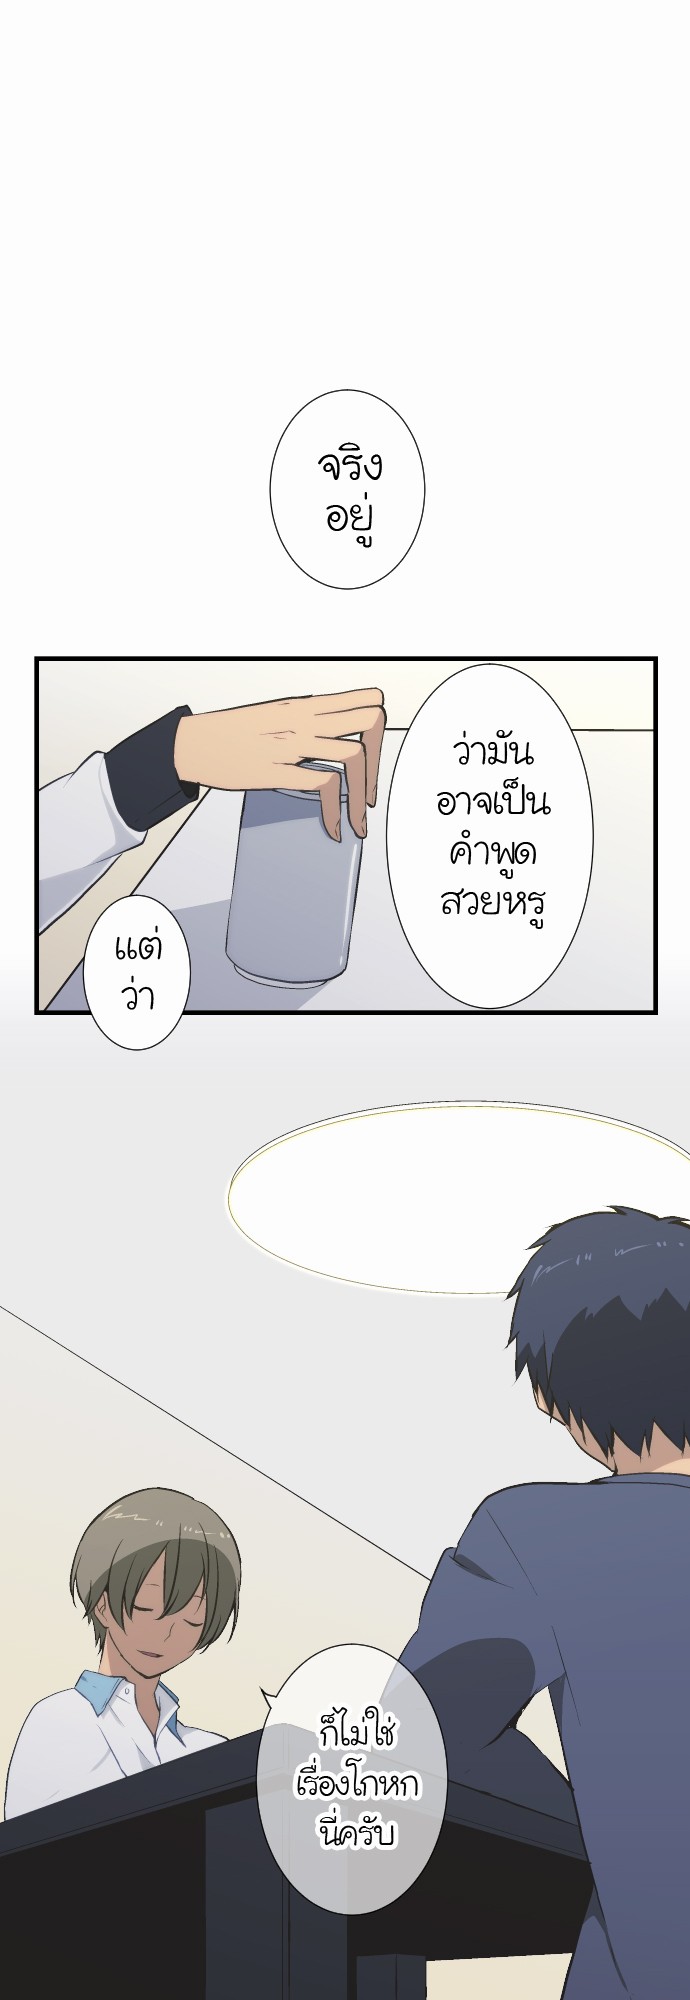 จริง
อยู่
ว่ามัน
อาจเป็น
คำพูด
สวยหรู
แต่
ว่า
ก็ไม่ใช่
เรื่องโกหก
นี่ครับ